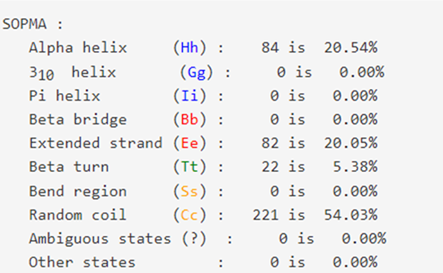 SOPMA :
Alpha helix (Hh) : 84 is 20.54%
3₁₀ helix (Gg) : 0 is 0.00%
Pi helix (Ii) : 0 is 0.00%
Beta bridge (Bb) : 0 is 0.00%
Extended strand (Ee) : 82 is 20.05%
Beta turn (Tt) : 22 is 5.38%
Bend region (Ss) : 0 is 0.00%
Random coil (Cc) : 221 is 54.03%
Ambiguous states (?) : 0 is 0.00%
Other states : 0 is 0.00%